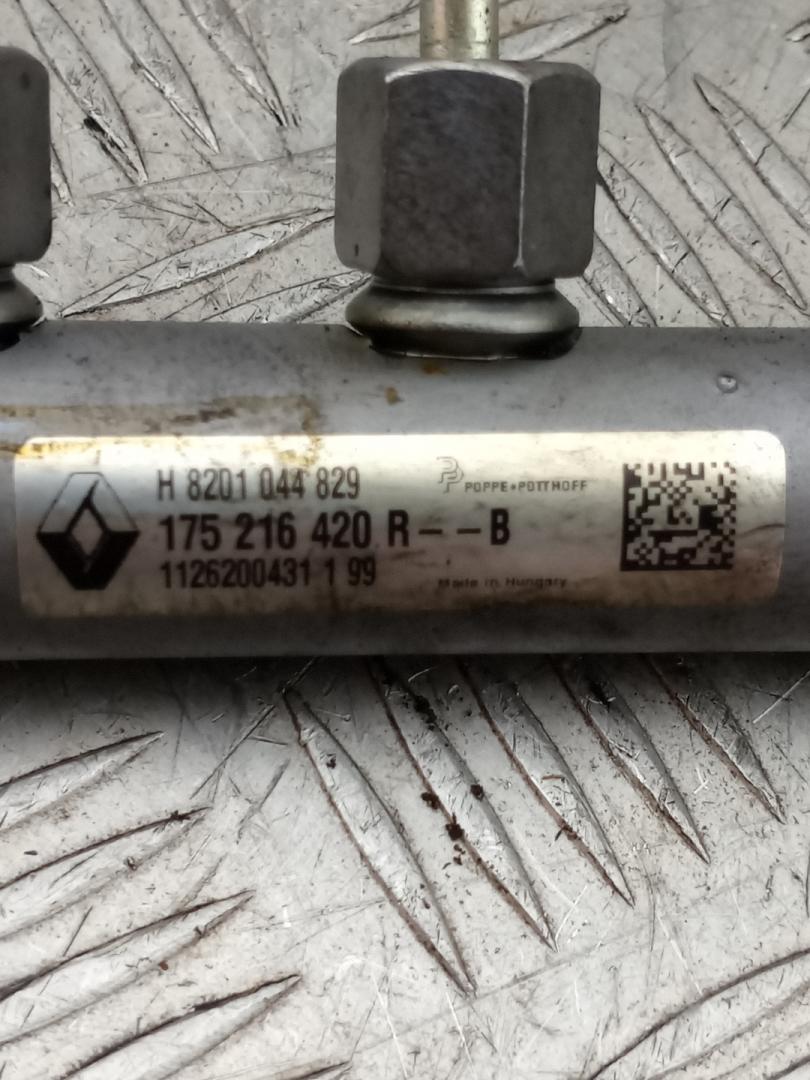 H 8201 044 829
175 216 420 R--B
1126200431 1 99
POPPE+POTTHOFF
Made in Hungary